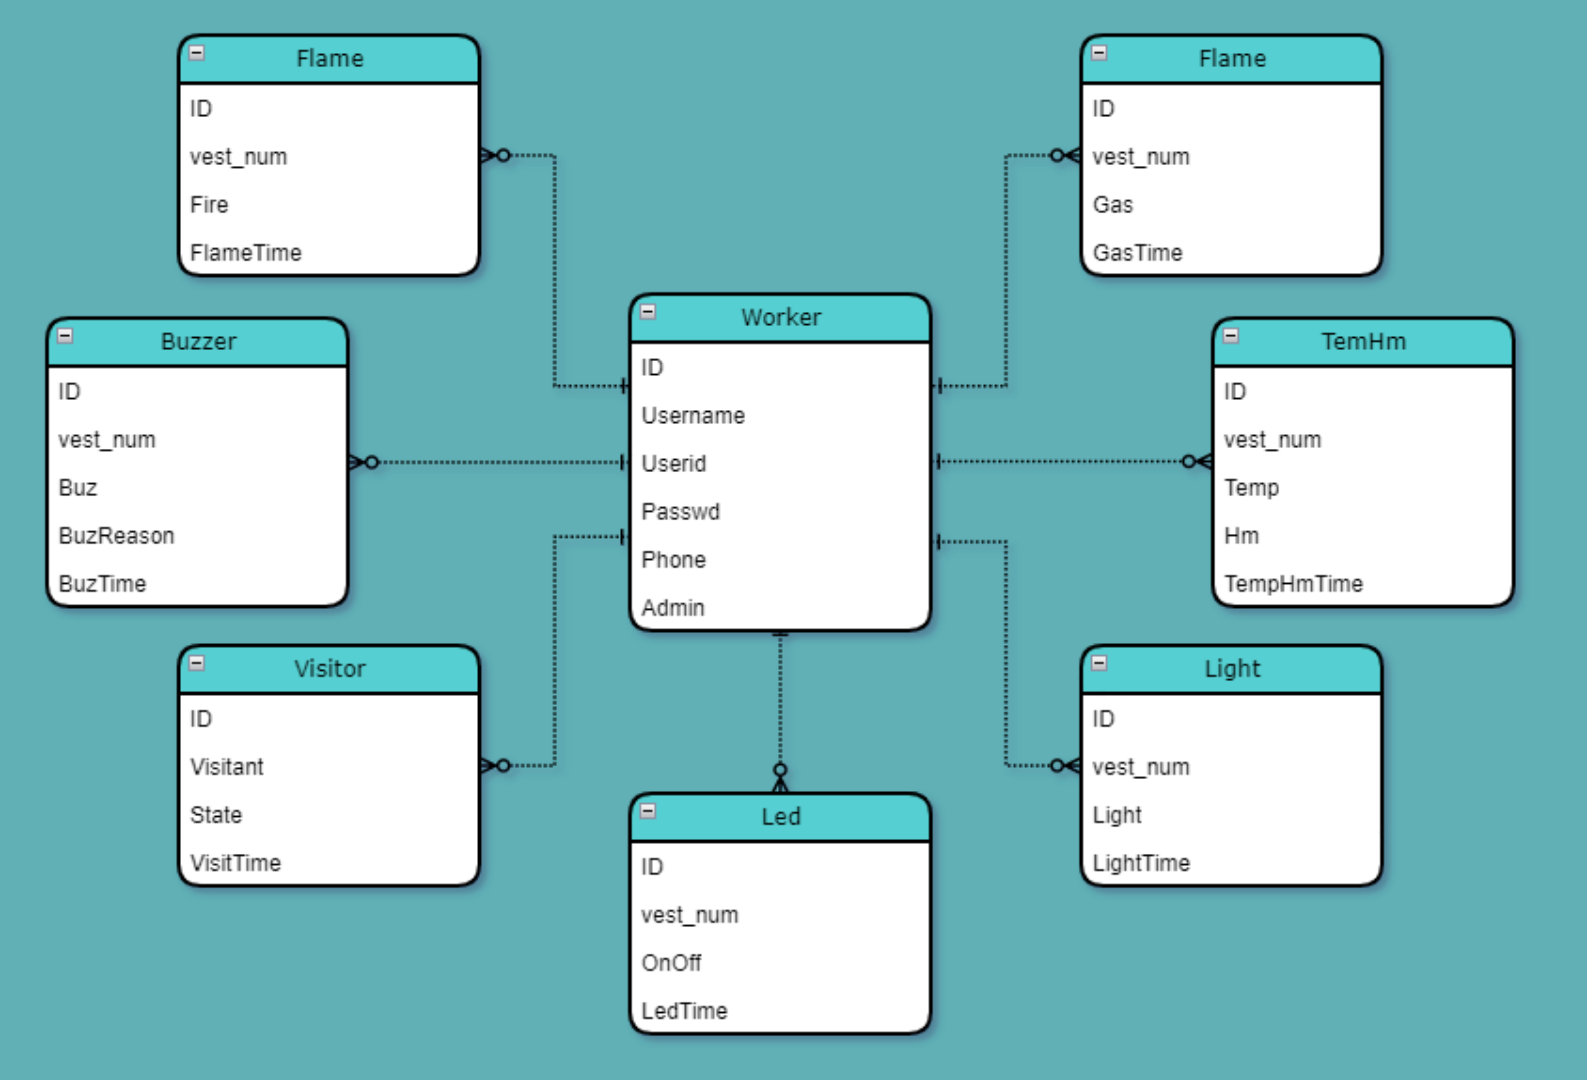 Flame
ID
vest_num
Fire
FlameTime
Flame
ID
vest_num
Gas
GasTime
Buzzer
ID
vest_num
Buz
BuzReason
BuzTime
Worker
ID
Username
Userid
Passwd
Phone
Admin
TemHm
ID
vest_num
Temp
Hm
TempHmTime
Visitor
ID
Visitant
State
VisitTime
Led
ID
vest_num
OnOff
LedTime
Light
ID
vest_num
Light
LightTime